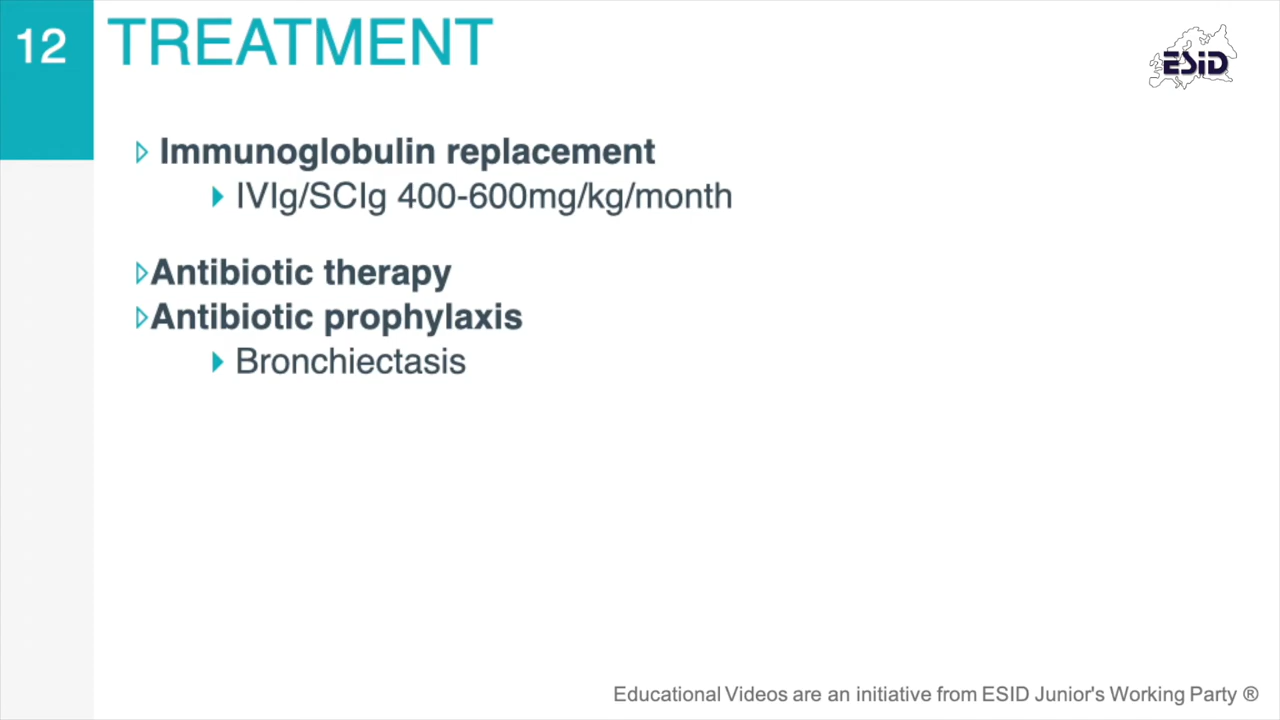 12
TREATMENT
ESiD
Immunoglobulin replacement
IVIg/SCIg 400-600mg/kg/month
Antibiotic therapy
Antibiotic prophylaxis
Bronchiectasis
Educational Videos are an initiative from ESID Junior's Working Party ®